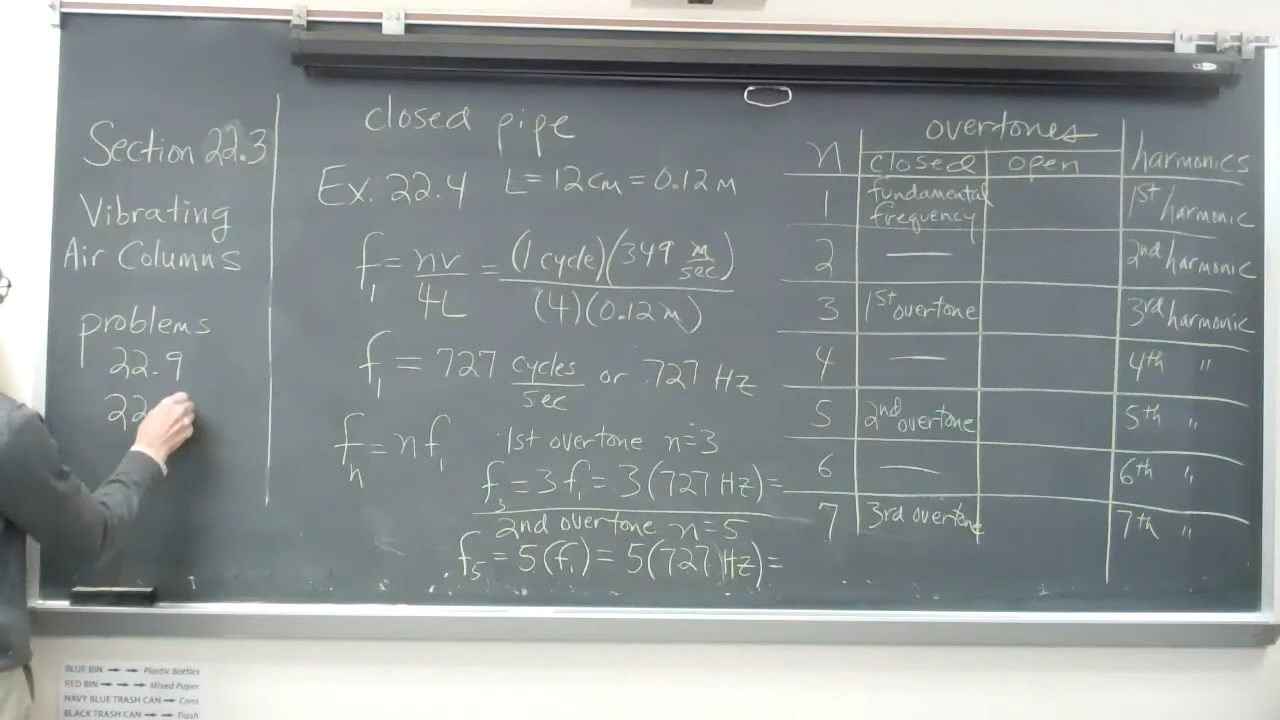 Section 22.3
Vibrating
Air Columns
problems
22.9
22
closed pipe
Ex. 22.4 L = 12 cm = 0.12 m
f₁ = nv/4L = (1 cycle)(349 m/sec)/(4)(0.12 m)
f₁ = 727 cycles/sec or 727 Hz
fₙ = nf₁
1st overtone n=3
f₃ = 3f₁ = 3(727 Hz) =
2nd overtone n=5
f₅ = 5(f₁) = 5(727 Hz) =
overtones
n closed open harmonics
1 fundamental frequency 1st harmonic
2 — 2nd harmonic
3 1st overtone 3rd harmonic
4 — 4th "
5 2nd overtone 5th "
6 — 6th "
7 3rd overtone 7th "
BLUE BIN → → Plastic Bottles
RED BIN → → → Mixed Paper
NAVY BLUE TRASH CAN → Cans
BLACK TRASH CAN → → Trash